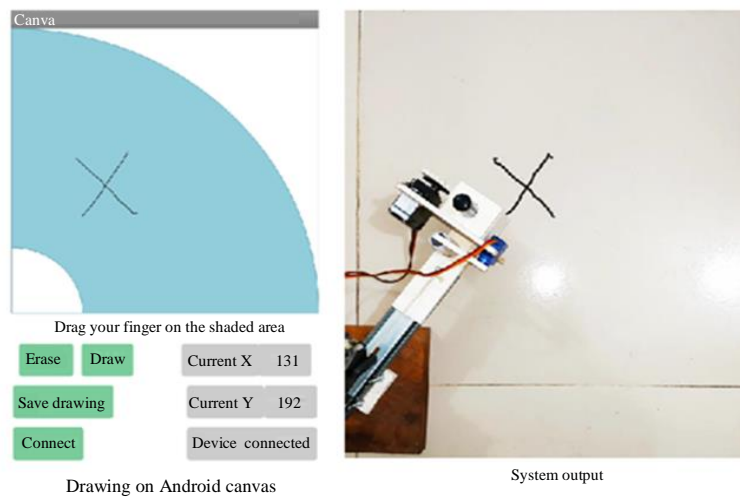 Canva
Drag your finger on the shaded area
Erase
Draw
Current X 131
Save drawing
Current Y 192
Connect
Device connected
Drawing on Android canvas
System output